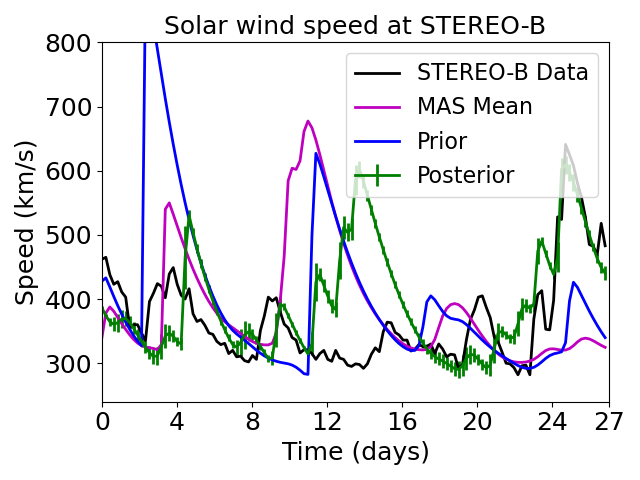 Solar wind speed at STEREO-B
800
700
600
500
400
300
Speed (km/s)
STEREO-B Data
MAS Mean
Prior
Posterior
0 4 8 12 16 20 24 27
Time (days)